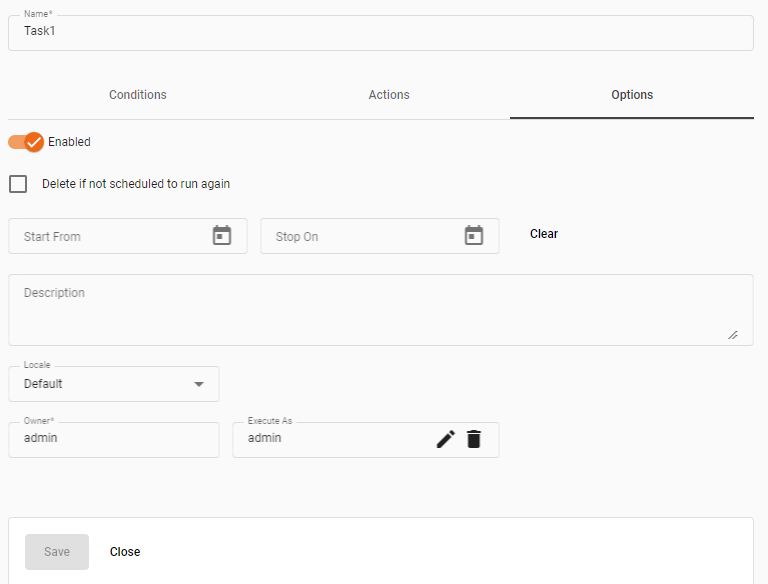 Name*
Task1
Conditions Actions Options
Enabled
Delete if not scheduled to run again
Start From Stop On Clear
Description
Locale
Default
Owner* Execute As
admin admin
Save Close